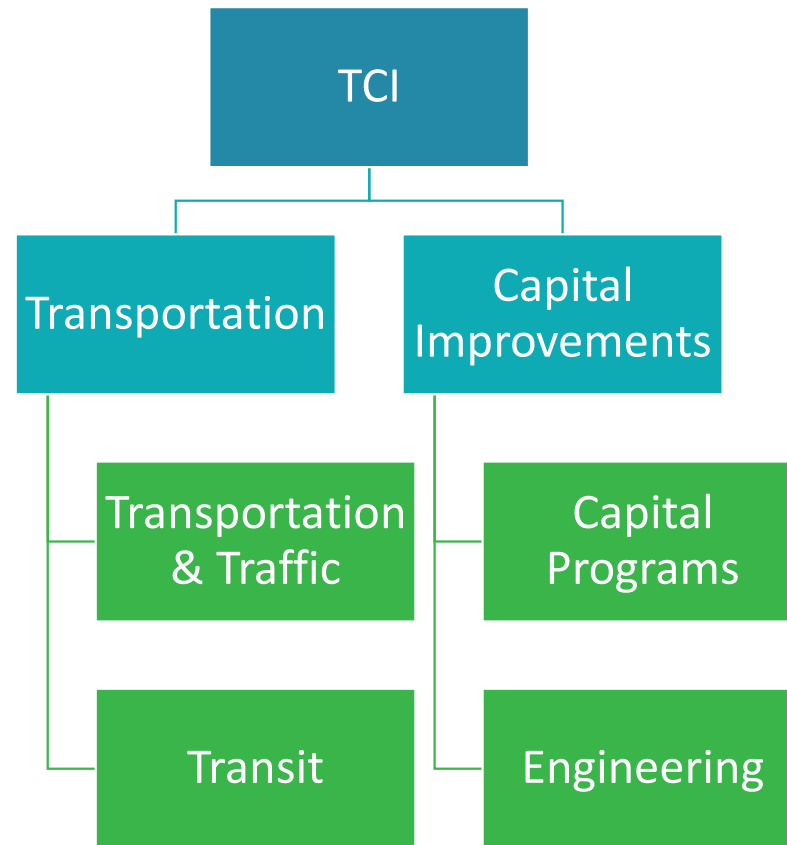 TCI
Transportation
Capital
Improvements
Transportation
& Traffic
Capital
Programs
Transit
Engineering